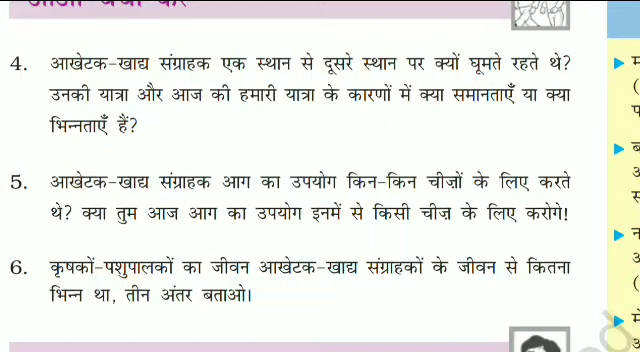 4. आखेटक-खाद्य संग्राहक एक स्थान से दूसरे स्थान पर क्यों घूमते रहते थे?
उनकी यात्रा और आज की हमारी यात्रा के कारणों में क्या समानताएँ या क्या
भिन्नताएँ हैं?
5. आखेटक-खाद्य संग्राहक आग का उपयोग किन-किन चीज़ों के लिए करते
थे? क्या तुम आज आग का उपयोग इनमें से किसी चीज़ के लिए करोगे!
6. कृषकों-पशुपालकों का जीवन आखेटक-खाद्य संग्राहकों के जीवन से कितना
भिन्न था, तीन अंतर बताओ।